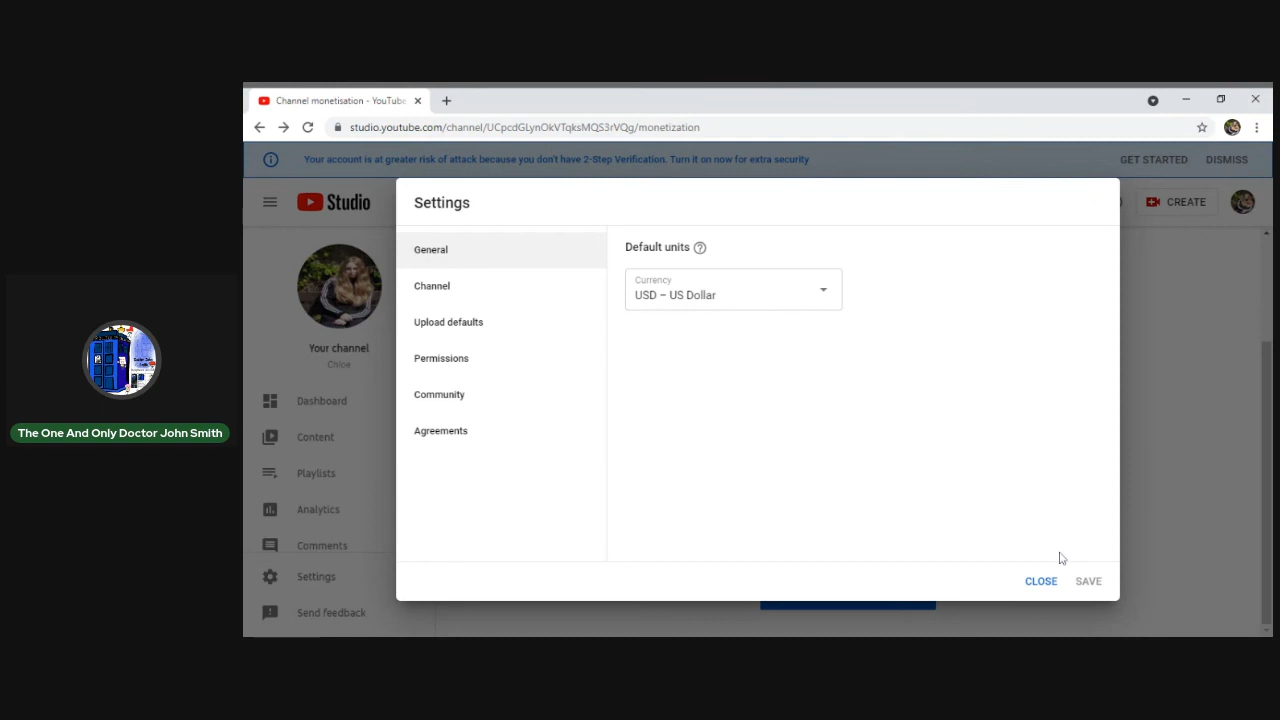 Channel monetisation - YouTube
studio.youtube.com/channel/UCpcdGLynOkVTqksMQS3rVQg/monetization
Your account is at greater risk of attack because you don't have 2-Step Verification. Turn it on now for extra security
GET STARTED
DISMISS
Studio
CREATE
Settings
General
Channel
Upload defaults
Permissions
Community
Agreements
Default units
Currency
USD – US Dollar
CLOSE
SAVE
Your channel
Chloe
Dashboard
Content
Playlists
Analytics
Comments
Settings
Send feedback
The One And Only Doctor John Smith